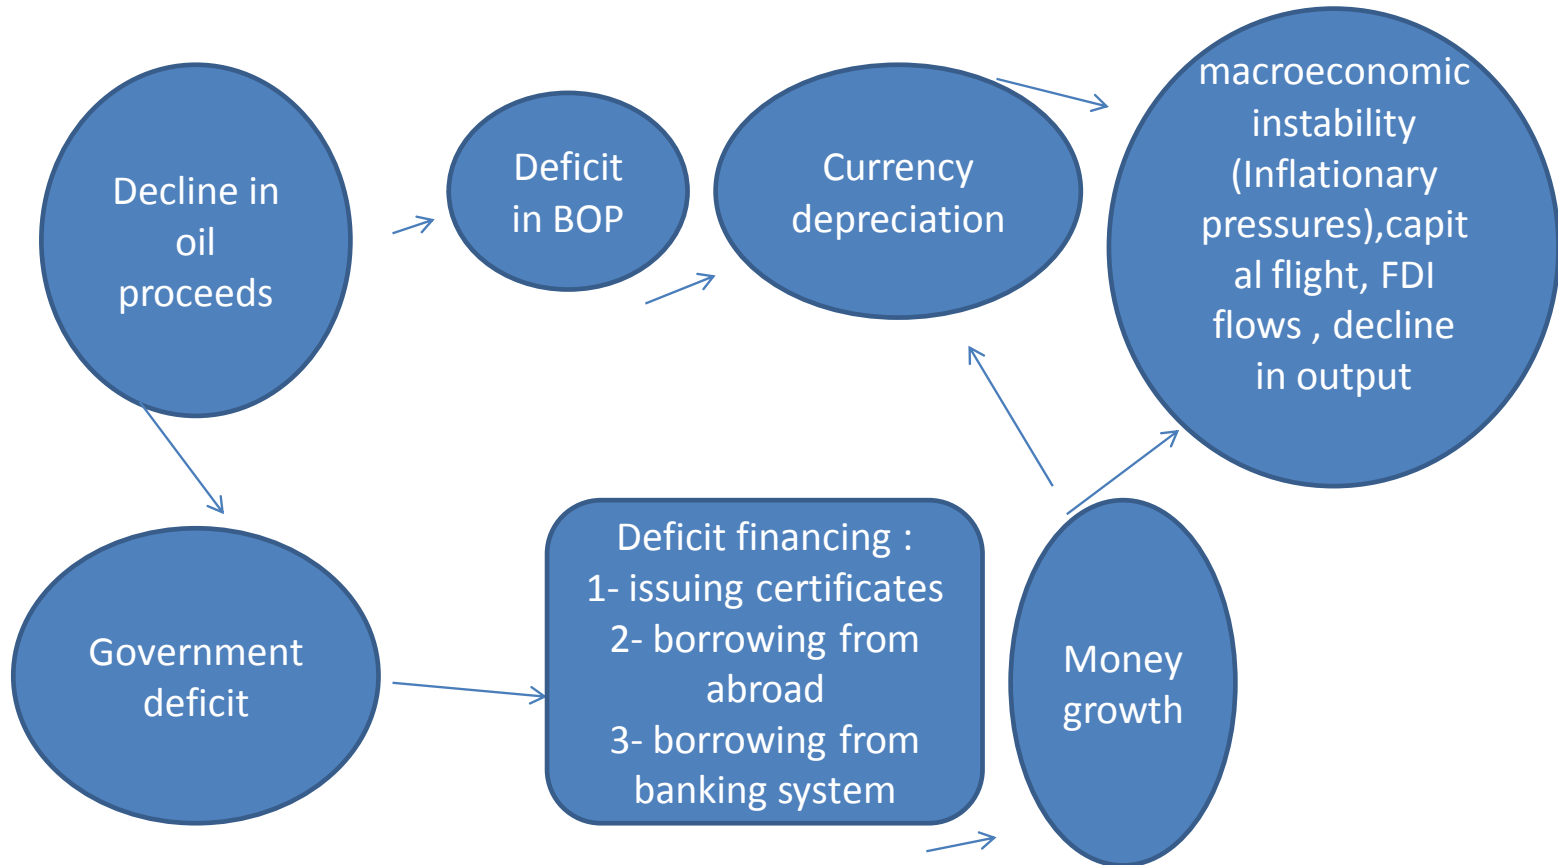 Decline in
oil
proceeds
Deficit
in BOP
Currency
depreciation
macroeconomic
instability
(Inflationary
pressures),capit
al flight, FDI
flows , decline
in output
Government
deficit
Deficit financing :
1- issuing certificates
2- borrowing from
abroad
3- borrowing from
banking system
Money
growth